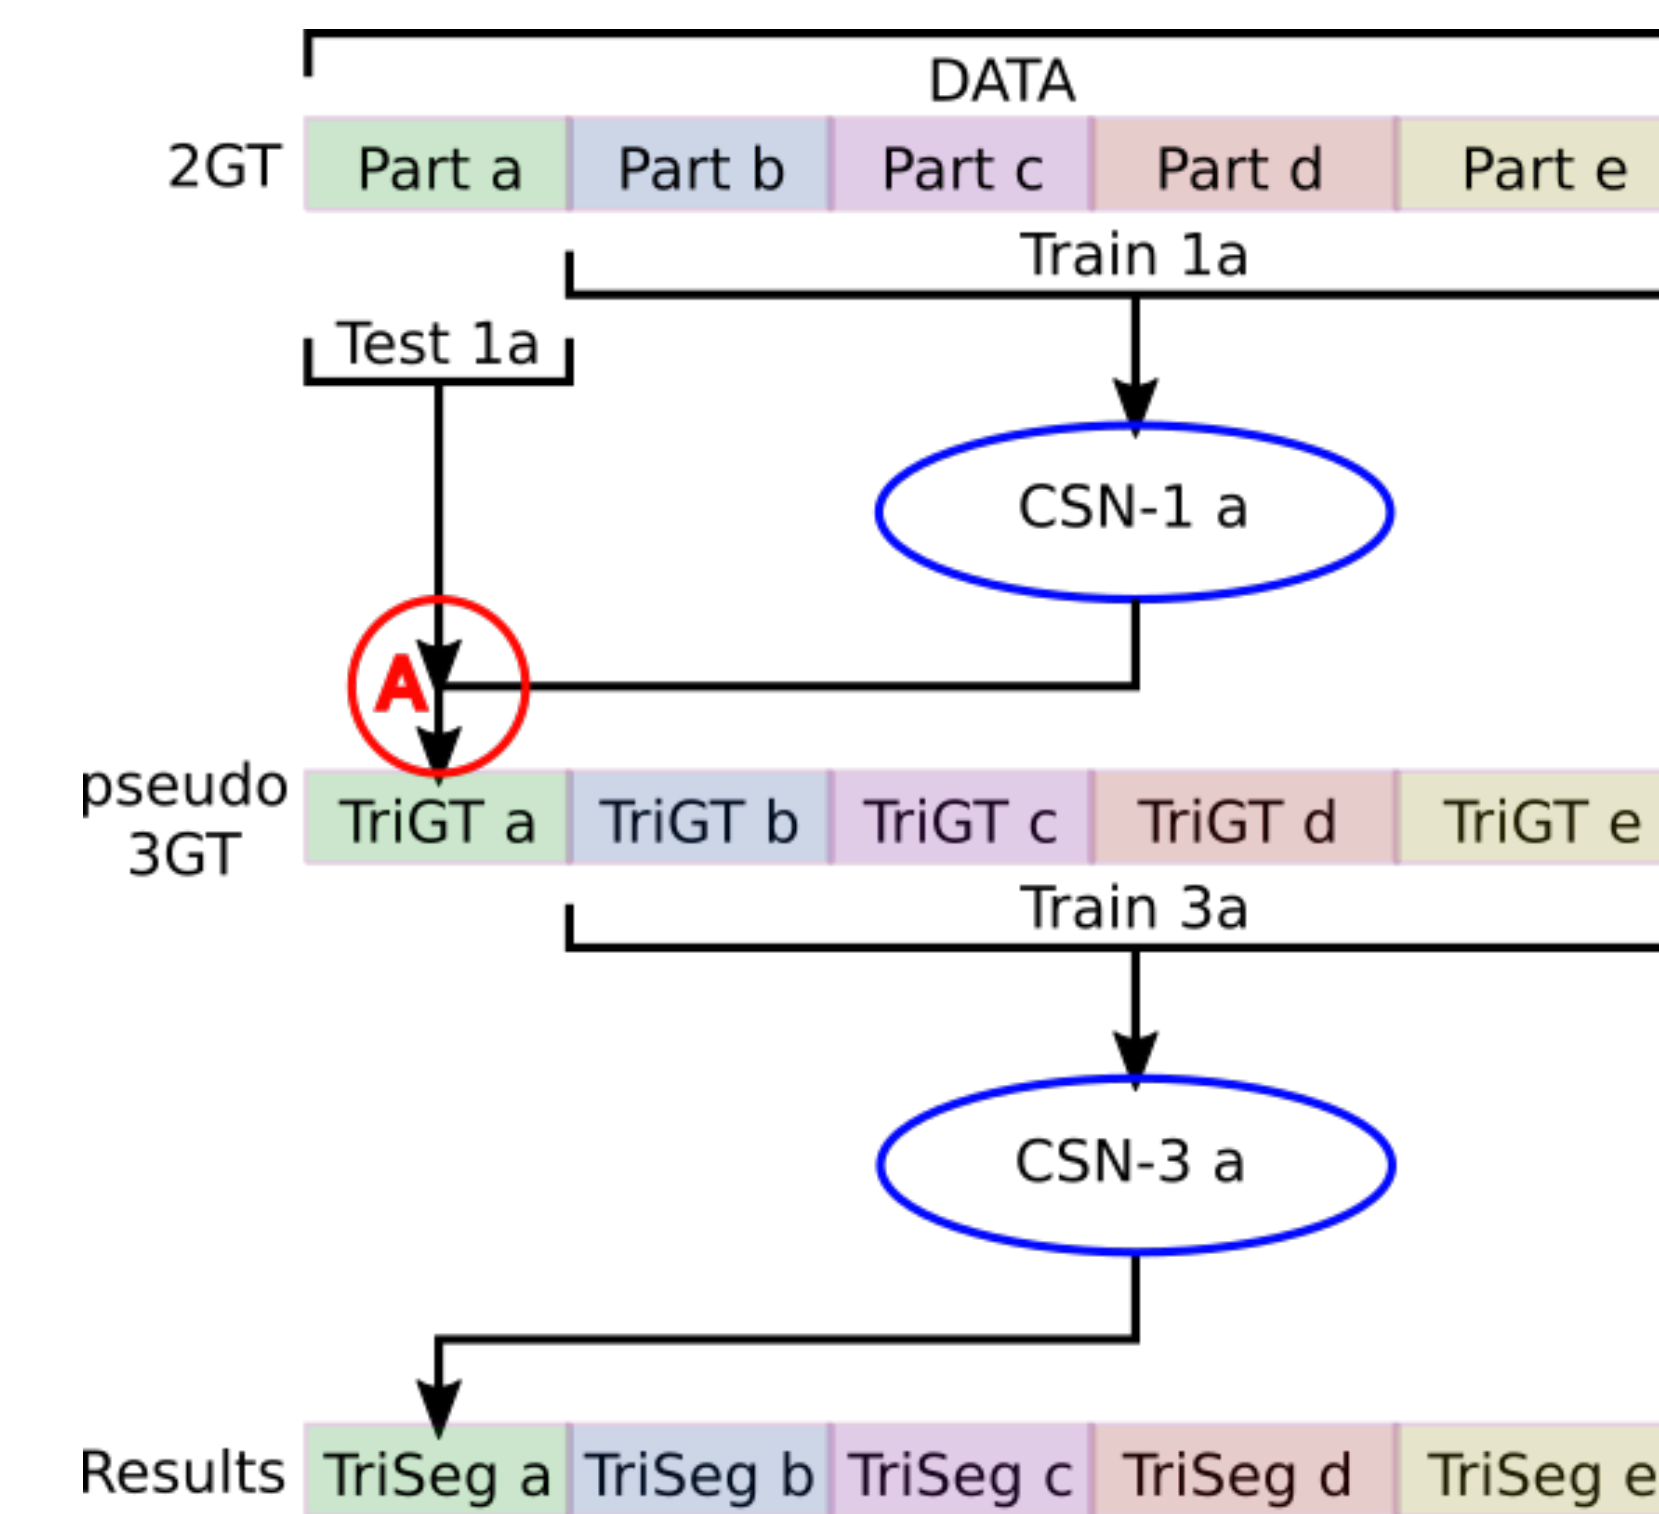 DATA
2GT Part a Part b Part c Part d Part e
Train 1a
Test 1a
CSN-1 a
A
pseudo
3GT
TriGT a TriGT b TriGT c TriGT d TriGT e
Train 3a
CSN-3 a
Results TriSeg a TriSeg b TriSeg c TriSeg d TriSeg e